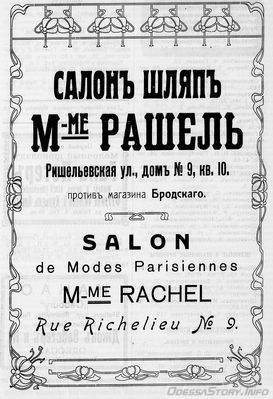 САЛОНЪ ШЛЯПЪ
М-МЕ РАШЕЛЬ
Ришельевская ул., домъ № 9, кв. 10.
противъ магазина Бродскаго.
SALON
de Modes Parisiennes
M-ME RACHEL
Rue Richelieu № 9.
OdessaStory.com